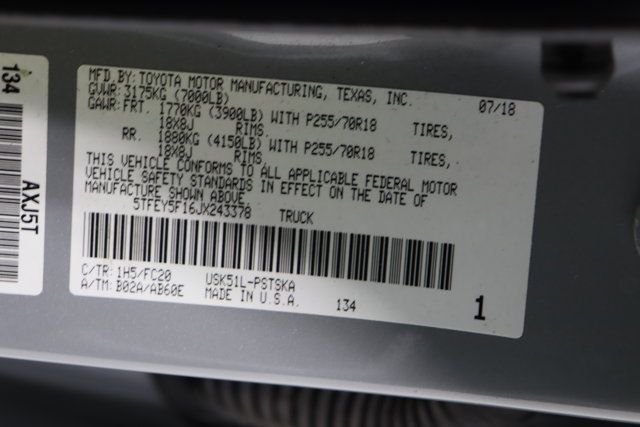 134
AXJ5T
MFD.BY: TOYOTA MOTOR MANUFACTURING, TEXAS, INC. 07/18
GVWR: 3175KG (7000LB)
GAWR: FRT. 1770KG (3900LB) WITH P255/70R18 TIRES,
18X8J RIMS.
RR. 1880KG (4150LB) WITH P255/70R18 TIRES,
18X8J RIMS.
THIS VEHICLE CONFORMS TO ALL APPLICABLE FEDERAL MOTOR
VEHICLE SAFETY STANDARDS IN EFFECT ON THE DATE OF
MANUFACTURE SHOWN ABOVE.
5TFEY5F16JX243378 TRUCK
C/TR: 1H5/FC20 USK51L-PSTSKA
A/TM: B02A/AB60E MADE IN U.S.A. 134 1